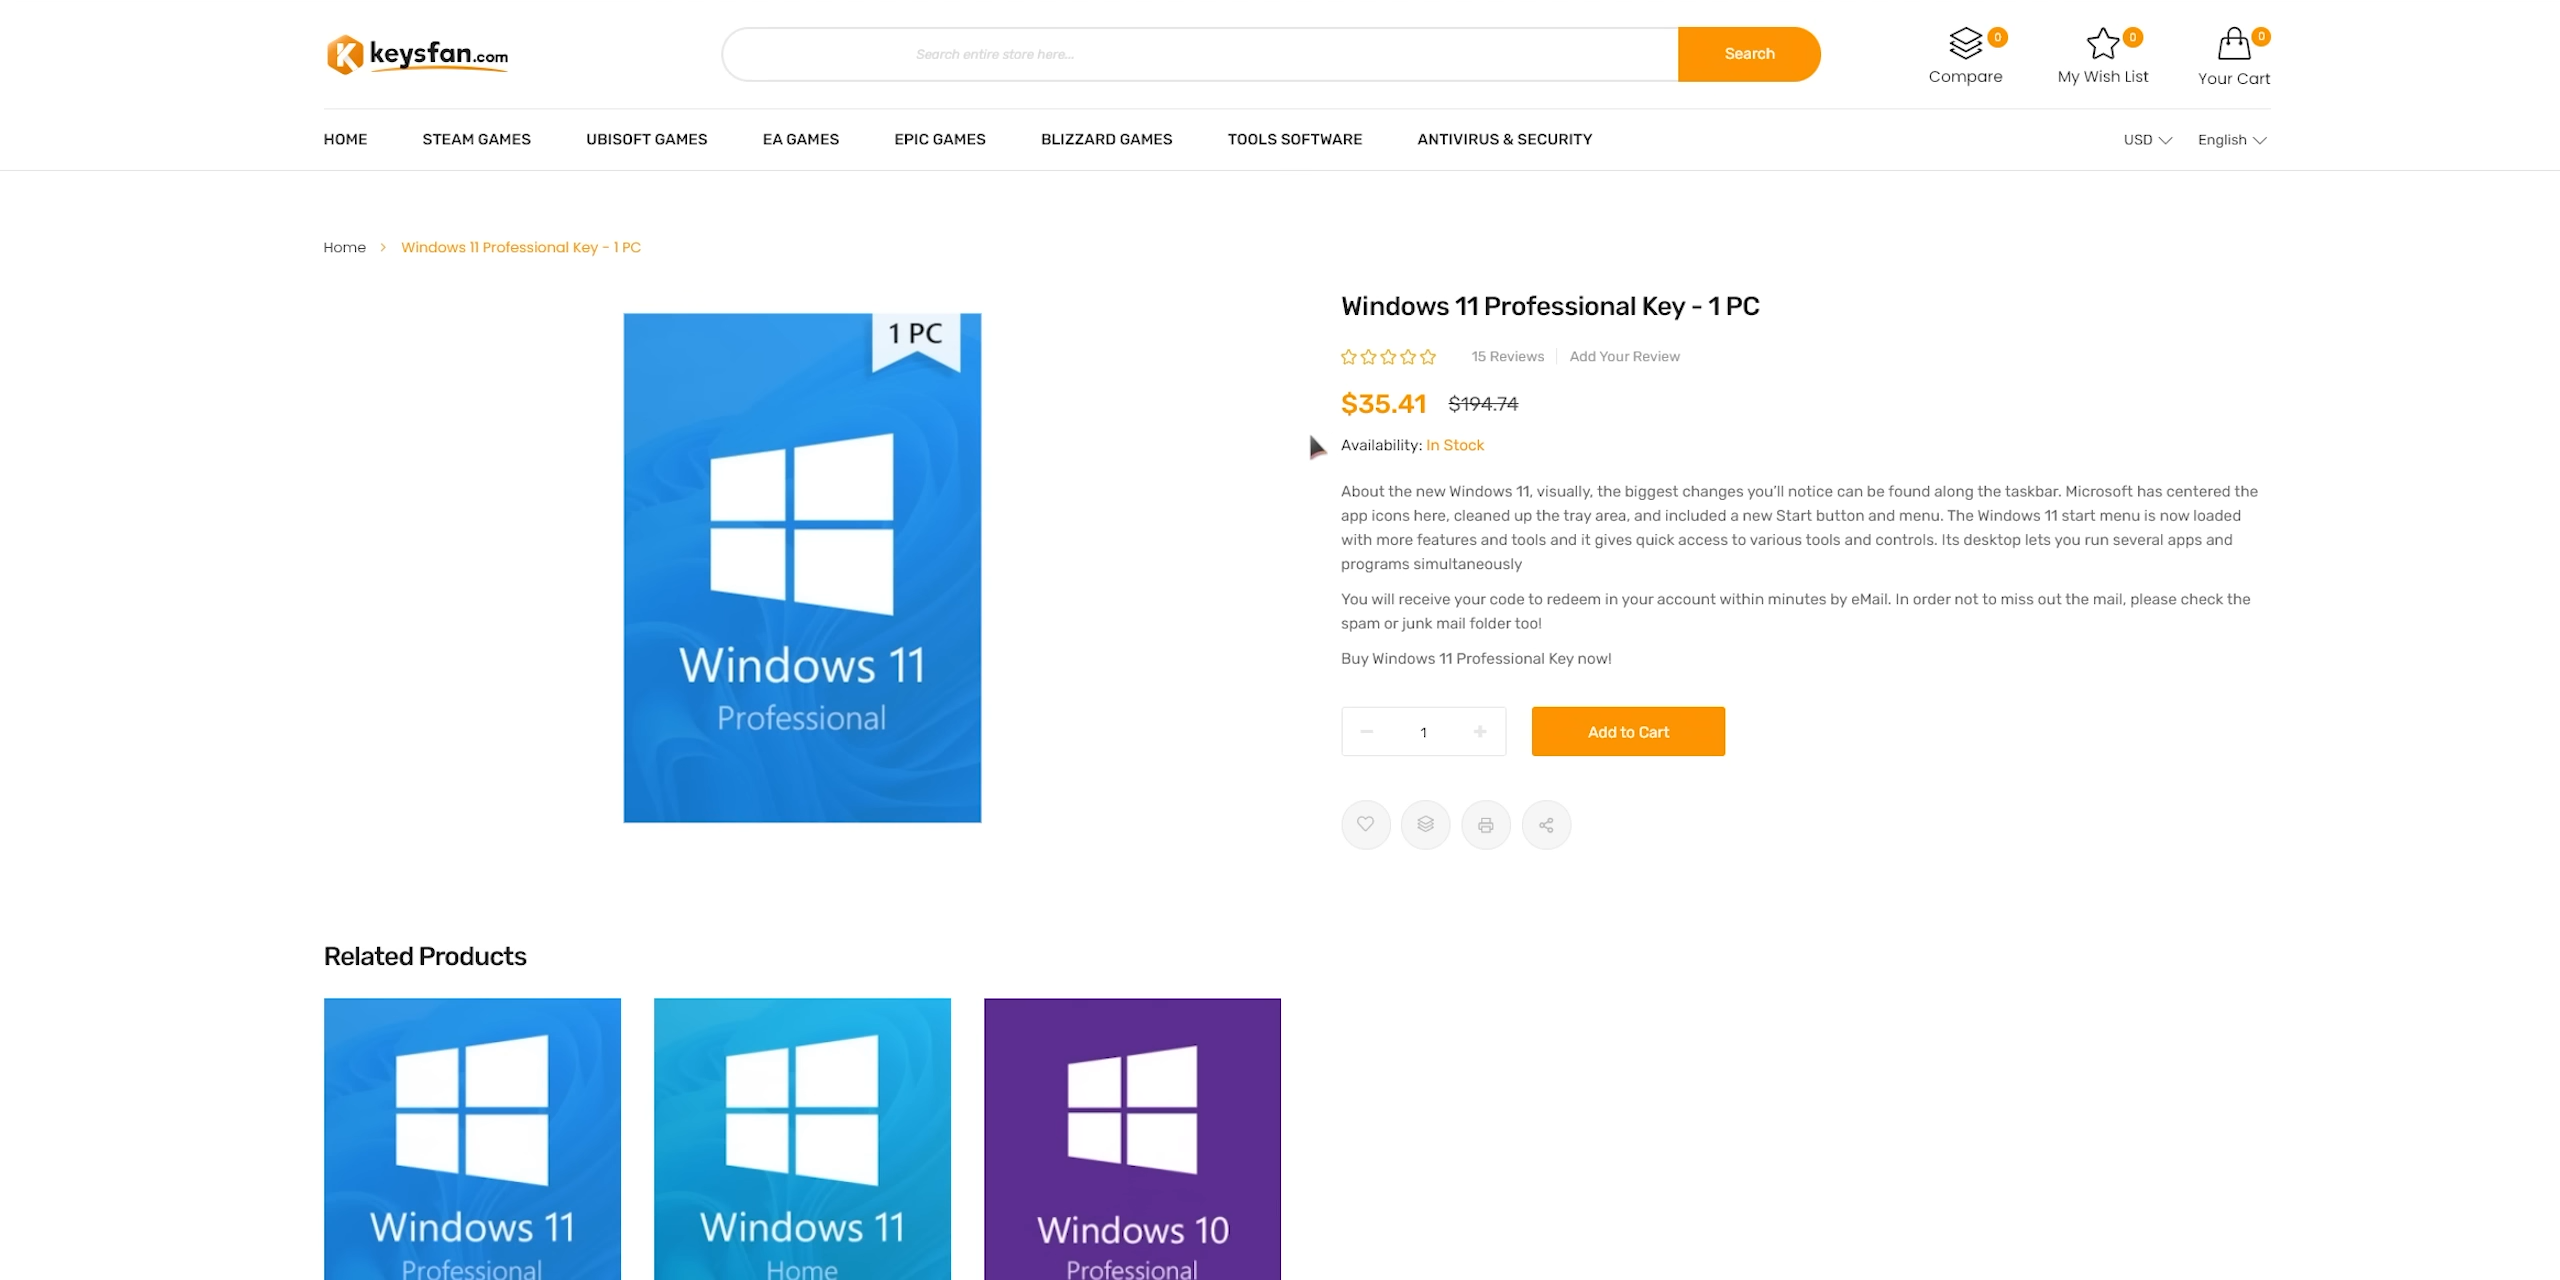 keysfan.com
Search entire store here...
Search
0
Compare
0
My Wish List
0
Your Cart
HOME
STEAM GAMES
UBISOFT GAMES
EA GAMES
EPIC GAMES
BLIZZARD GAMES
TOOLS SOFTWARE
ANTIVIRUS & SECURITY
USD
English
Home > Windows 11 Professional Key - 1 PC
1 PC
Windows 11
Professional
Windows 11 Professional Key - 1 PC
15 Reviews
Add Your Review
$35.41 $194.74
Availability: In Stock
About the new Windows 11, visually, the biggest changes you'll notice can be found along the taskbar. Microsoft has centered the
app icons here, cleaned up the tray area, and included a new Start button and menu. The Windows 11 start menu is now loaded
with more features and tools and it gives quick access to various tools and controls. Its desktop lets you run several apps and
programs simultaneously
You will receive your code to redeem in your account within minutes by eMail. In order not to miss out the mail, please check the
spam or junk mail folder too!
Buy Windows 11 Professional Key now!
1
Add to Cart
Related Products
Windows 11
Professional
Windows 11
Home
Windows 10
Professional